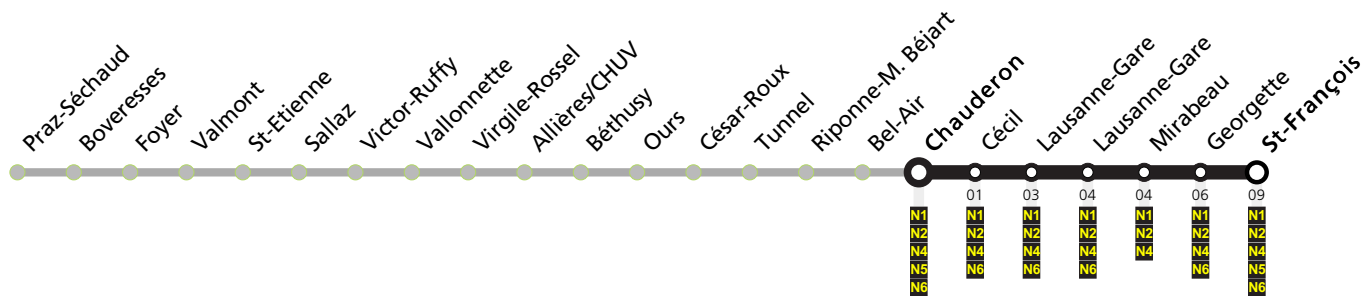 Praz-Séchaud
Boveresses
Foyer
Valmont
St-Etienne
Sallaz
Victor-Ruffy
Vallonnette
Virgile-Rossel
Allières/CHUV
Béthusy
Ours
César-Roux
Tunnel
Riponne-M. Béjart
Bel-Air
Chauderon
Cécil
Lausanne-Gare
Lausanne-Gare
Mirabeau
Georgette
St-François
01 03 04 04 06 09
N1 N1 N1 N1 N1 N1 N1
N2 N2 N2 N2 N2 N2 N2
N4 N4 N4 N4 N4 N4 N4
N5 N6 N6 N6 N6 N5
N6 N6